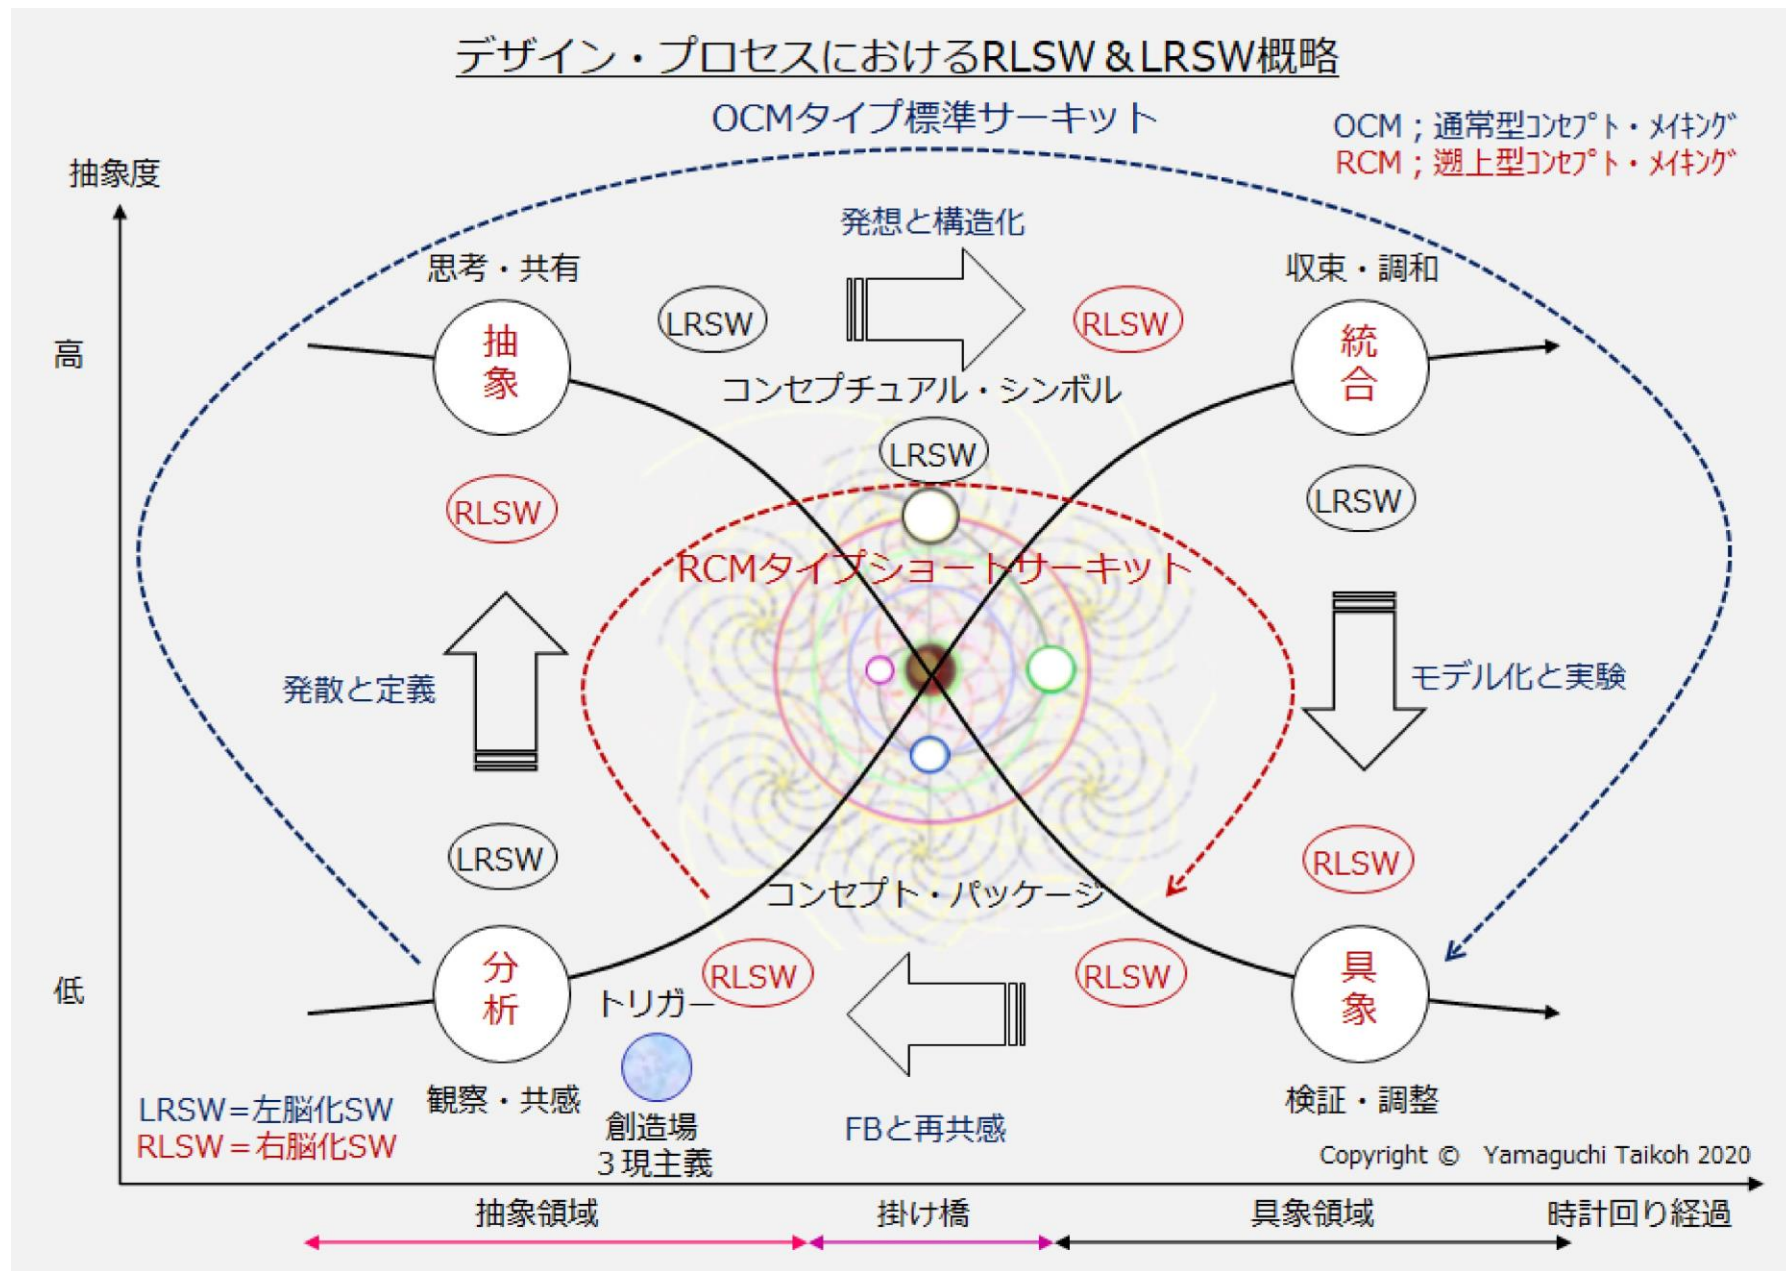 デザイン・プロセスにおけるRLSW＆LRSW概略
OCMタイプ標準サーキット
OCM；通常型ｺﾝｾﾌﾟﾄ・ﾒｲｷﾝｸﾞ
RCM；遡上型ｺﾝｾﾌﾟﾄ・ﾒｲｷﾝｸﾞ
抽象度
発想と構造化
思考・共有
収束・調和
LRSW
RLSW
高
抽象
統合
コンセプチュアル・シンボル
LRSW
RLSW
LRSW
RCMタイプショートサーキット
発散と定義
モデル化と実験
LRSW
RLSW
コンセプト・パッケージ
低
分析
トリガー
RLSW
RLSW
具象
LRSW＝左脳化SW
RLSW＝右脳化SW
観察・共感
創造場
３現主義
FBと再共感
検証・調整
Copyright © Yamaguchi Taikoh 2020
抽象領域
掛け橋
具象領域
時計回り経過